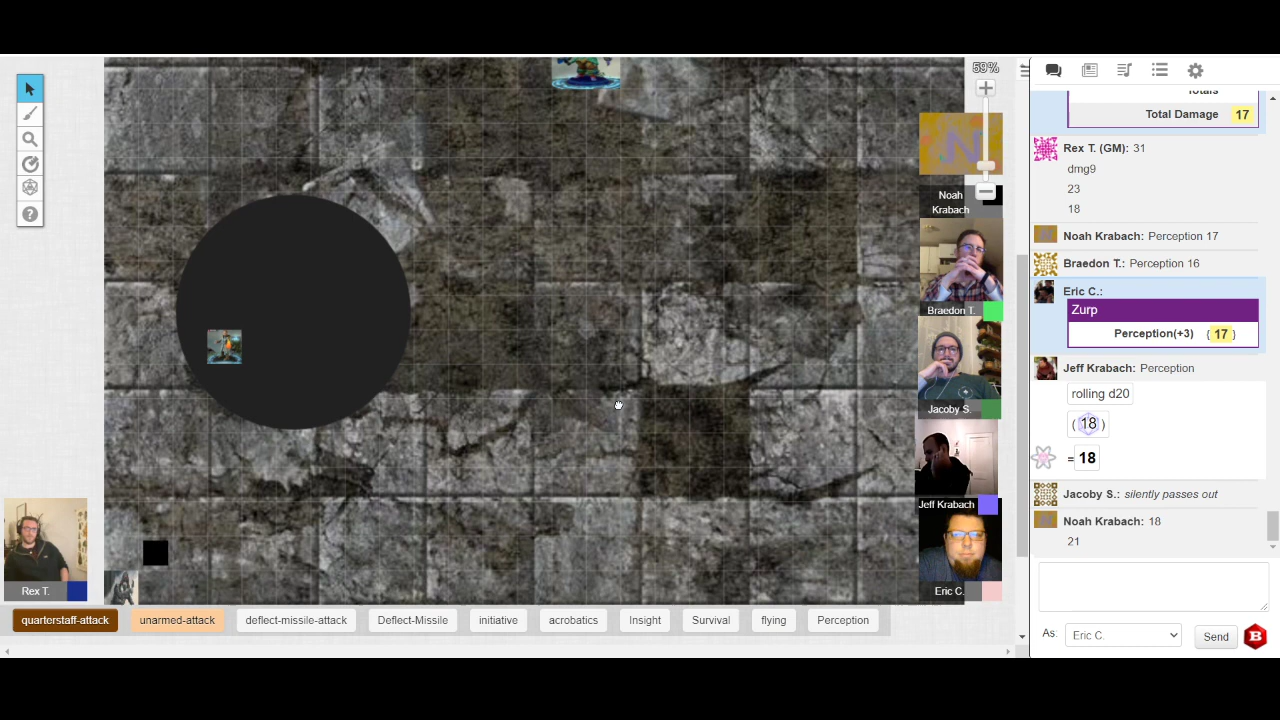 59%
Totals
Total Damage 17
Rex T. (GM): 31
dmg9
23
18
Noah Krabach: Perception 17
Braedon T.: Perception 16
Eric C.:
Zurp
Perception(+3) {17}
Jeff Krabach: Perception
rolling d20
(18)
=18
Jacoby S.: silently passes out
Noah Krabach: 18
21
N
Noah
Krabach
Braedon T.
Jacoby S.
Jeff Krabach
Eric C.
Rex T.
quarterstaff-attack unarmed-attack deflect-missile-attack Deflect-Missile initiative acrobatics Insight Survival flying Perception
As: Eric C. Send B